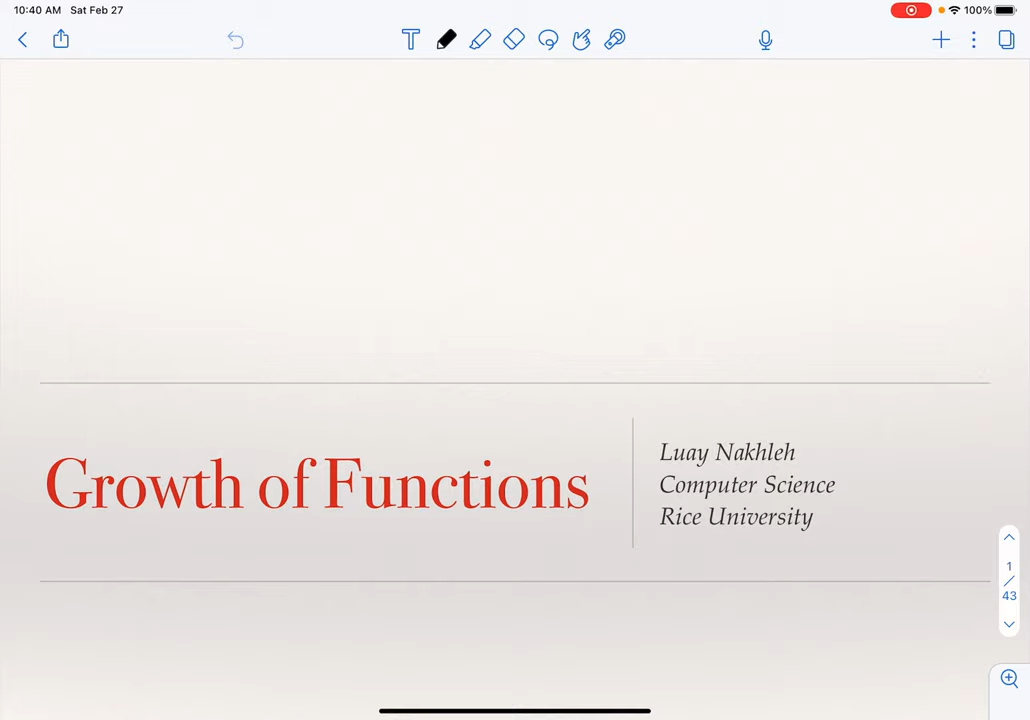 10:40 AM Sat Feb 27
100%
T
Growth of Functions
Luay Nakhleh
Computer Science
Rice University
1
/
43